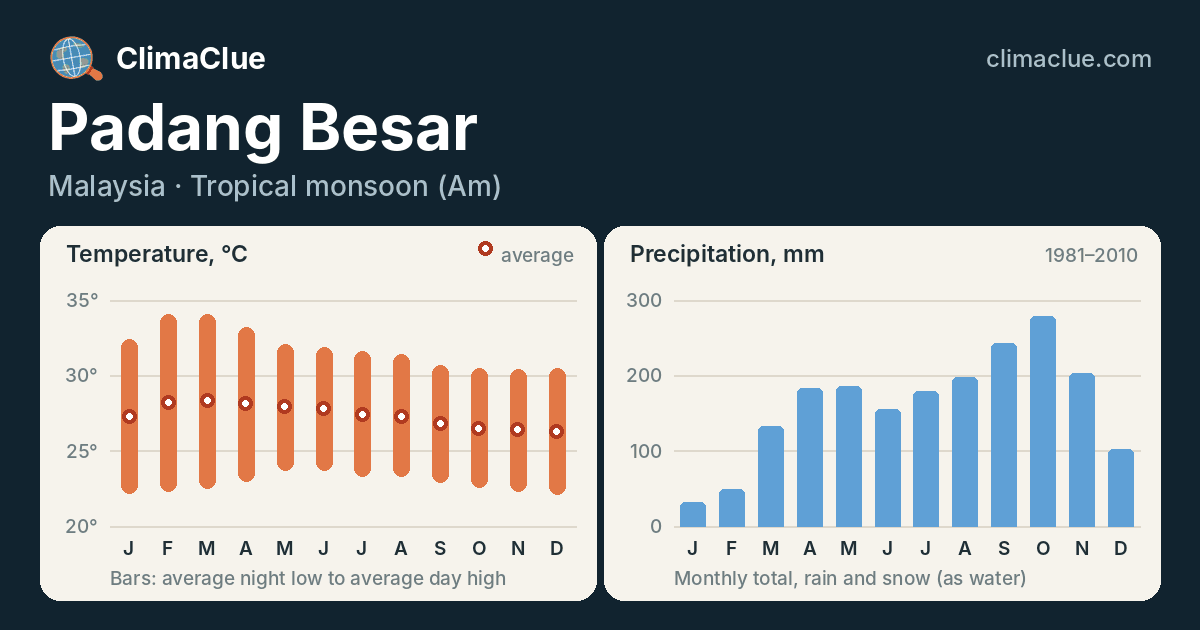 ClimaClue
climaclue.com
Padang Besar
Malaysia · Tropical monsoon (Am)
Temperature, °C
average
35°
30°
25°
20°
J F M A M J J A S O N D
Bars: average night low to average day high
Precipitation, mm
1981–2010
300
200
100
0
J F M A M J J A S O N D
Monthly total, rain and snow (as water)